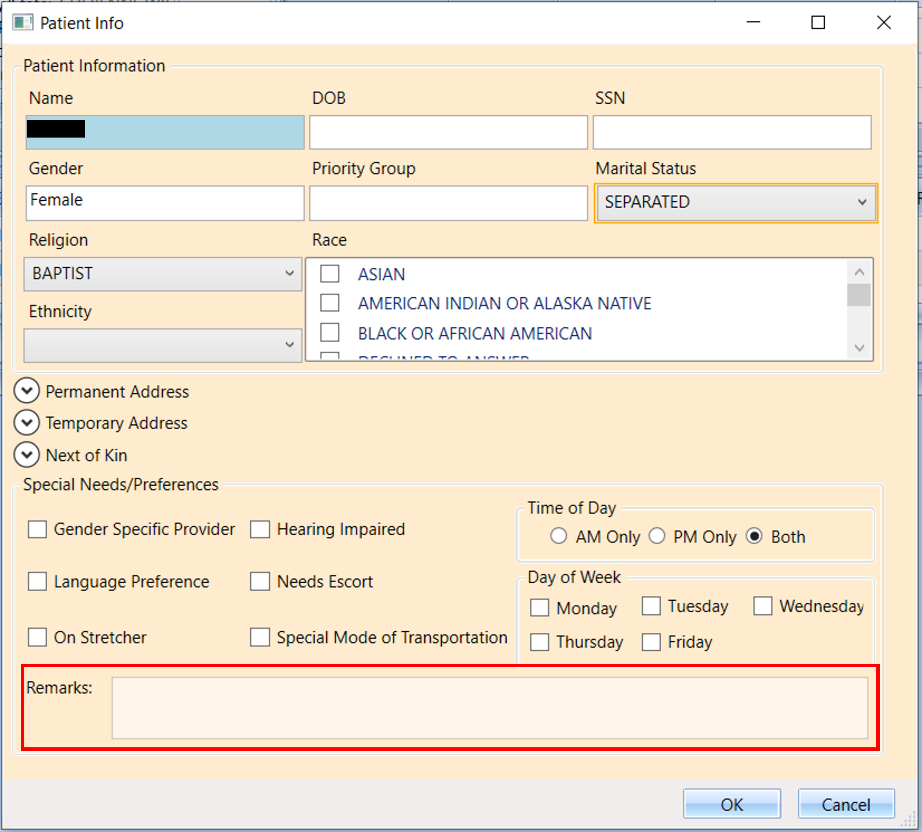 Patient Info
Patient Information
Name DOB SSN
Gender Priority Group Marital Status
Female SEPARATED
Religion Race
BAPTIST ASIAN
AMERICAN INDIAN OR ALASKA NATIVE
Ethnicity
BLACK OR AFRICAN AMERICAN
DECLINED TO ANSWER
Permanent Address
Temporary Address
Next of Kin
Special Needs/Preferences
Time of Day
Gender Specific Provider Hearing Impaired
AM Only PM Only Both
Day of Week
Language Preference Needs Escort
Monday Tuesday Wednesday
On Stretcher Special Mode of Transportation
Thursday Friday
Remarks:
OK Cancel